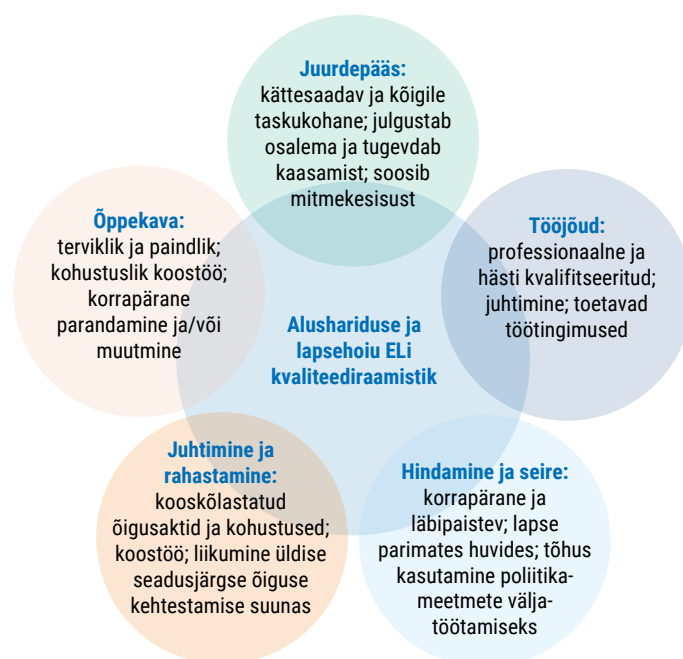 Juurdepääs:
kättesaadav ja kõigile
taskukohane; julgustab
osalema ja tugevdab
kaasamist; soosib
mitmekesisust
Õppekava:
terviklik ja paindlik;
kohustuslik koostöö;
korrapärane
parandamine ja/või
muutmine
Tööjõud:
professionaalne ja
hästi kvalifitseeritud;
juhtimine; toetavad
töötingimused
Alushariduse ja
lapsehoiu ELi
kvaliteediraamistik
Juhtimine ja
rahastamine:
kooskõlastatud
õigusaktid ja kohustused;
koostöö; liikumine üldise
seadusjärgse õiguse
kehtestamise suunas
Hindamine ja seire:
korrapärane ja
läbipaistev; lapse
parimates huvides; tõhus
kasutamine poliitika-
meetmete välja-
töötamiseks